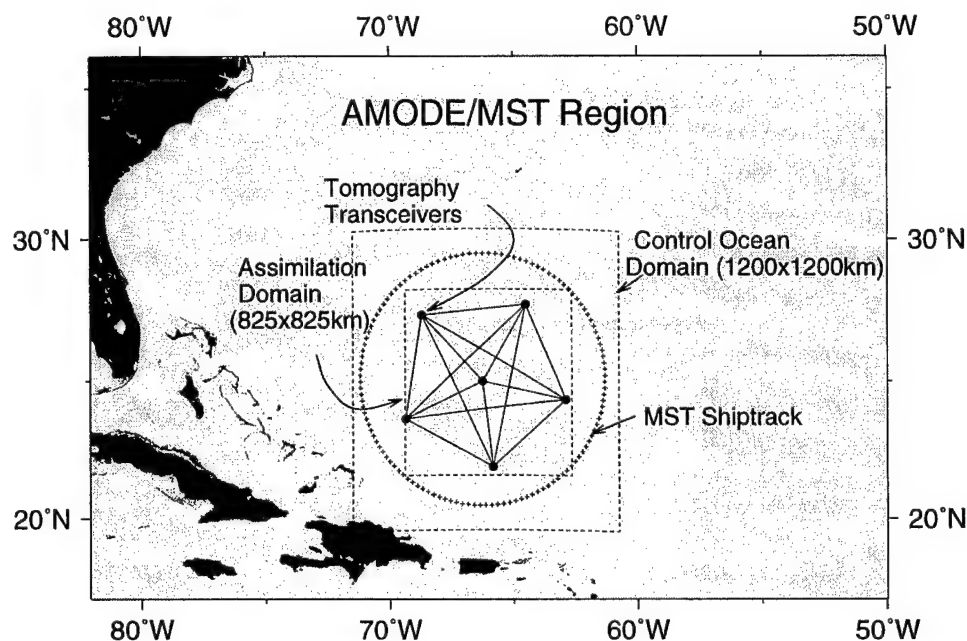 80°W 70°W 60°W 50°W
AMODE/MST Region
Tomography
Transceivers
30°N
30°N
Control Ocean
Domain (1200x1200km)
Assimilation
Domain
(825x825km)
MST Shiptrack
20°N
20°N
80°W 70°W 60°W 50°W